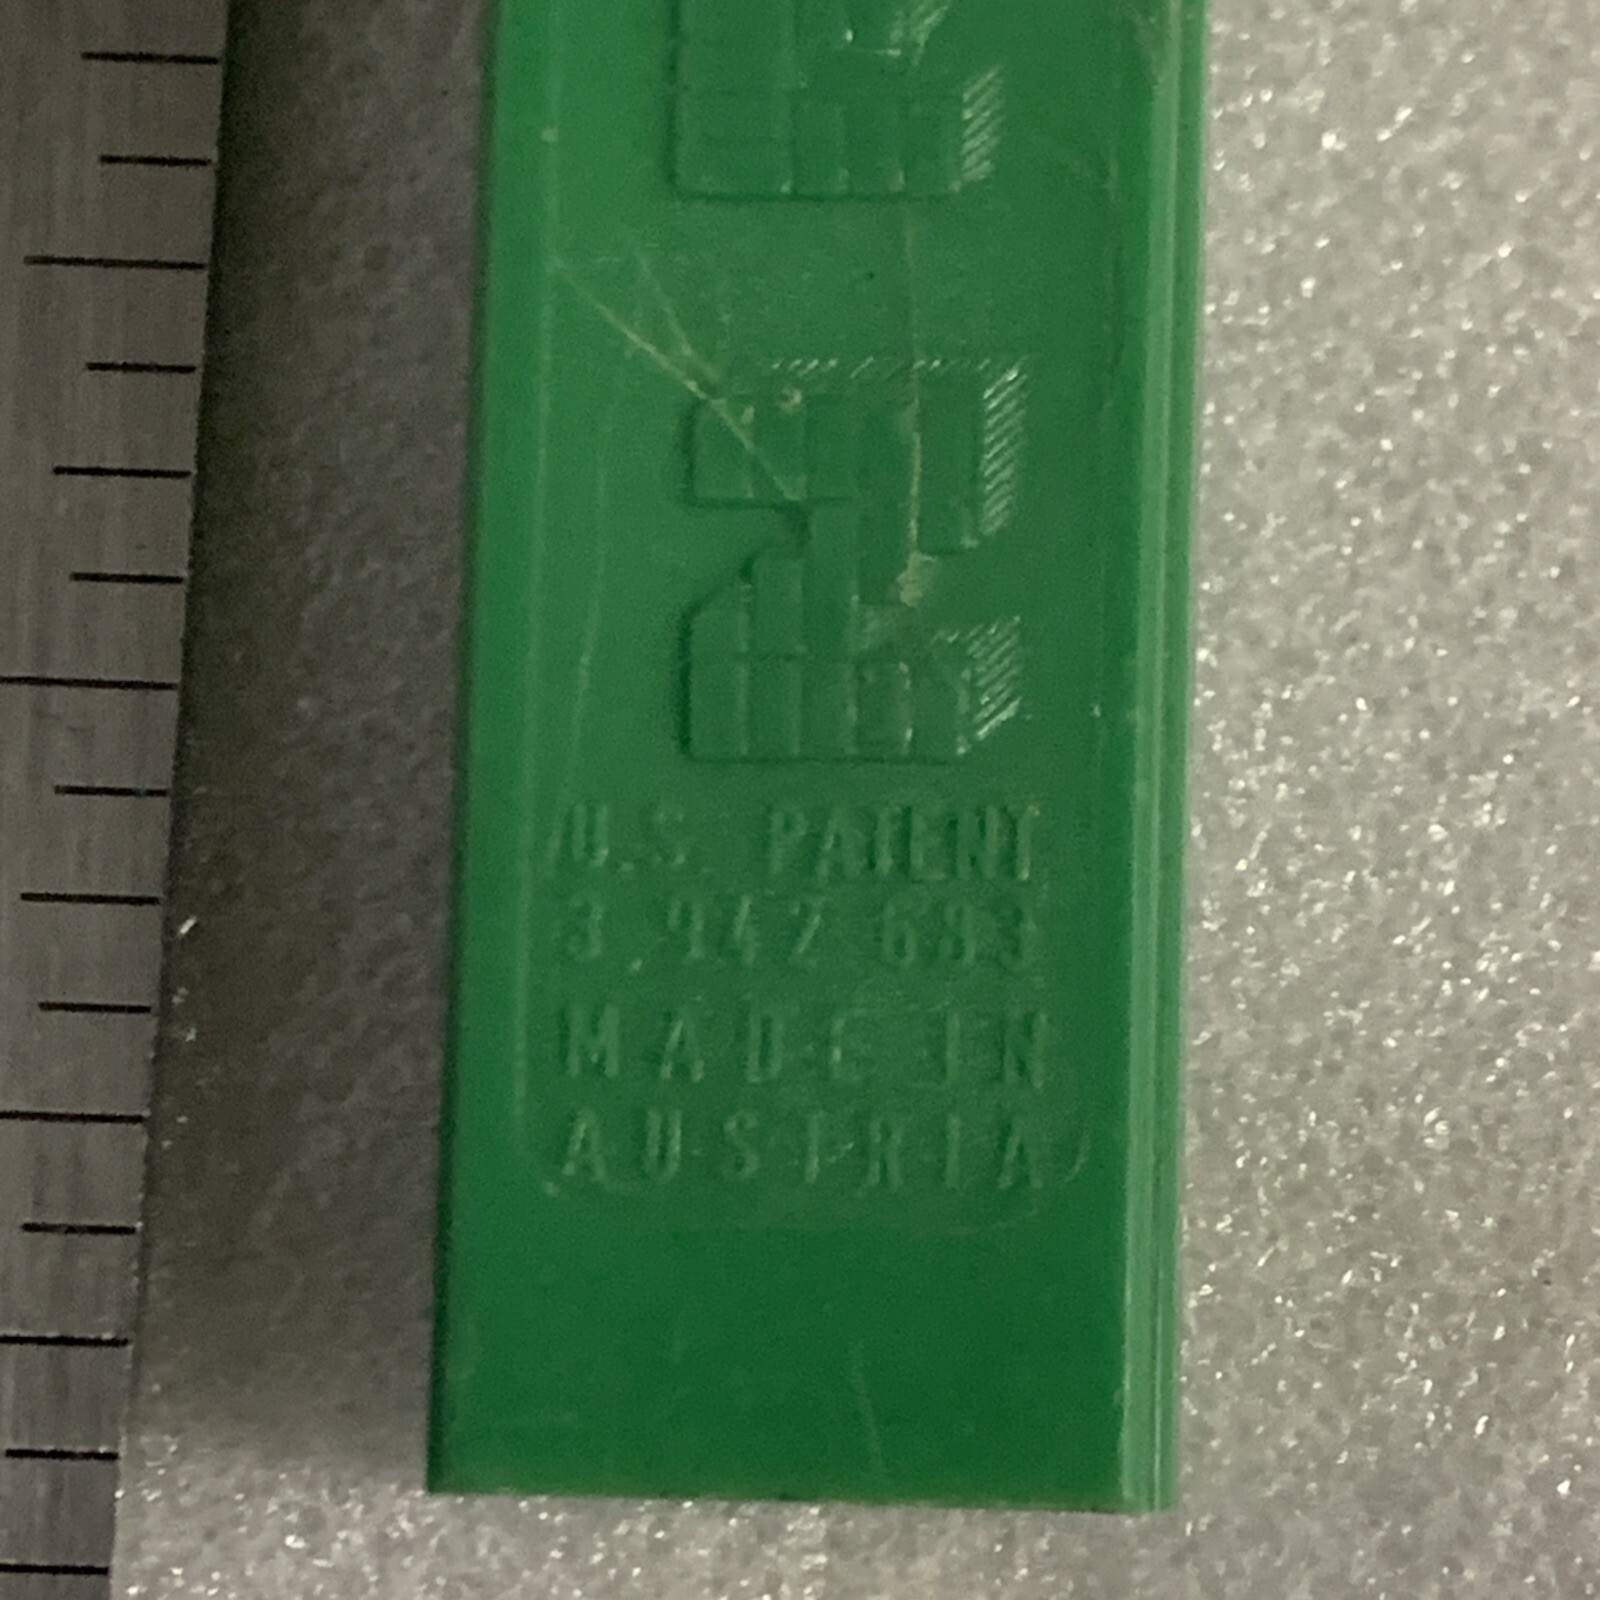 Z
U.S PATENT
3,942 683
MADE IN
AUSTRIA